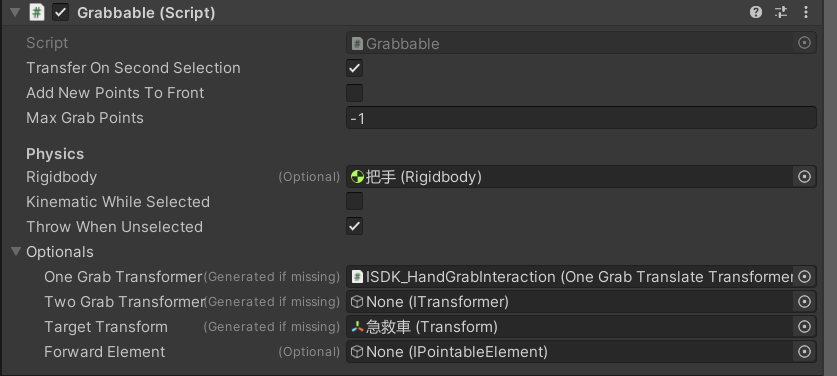 Grabbable (Script)
Script Grabbable
Transfer On Second Selection
Add New Points To Front
Max Grab Points -1
Physics
Rigidbody (Optional) 把手 (Rigidbody)
Kinematic While Selected
Throw When Unselected
Optionals
One Grab Transformer (Generated if missing) ISDK_HandGrabInteraction (One Grab Translate Transformer
Two Grab Transformer (Generated if missing) None (ITransformer)
Target Transform (Generated if missing) 急救車 (Transform)
Forward Element (Optional) None (IPointableElement)